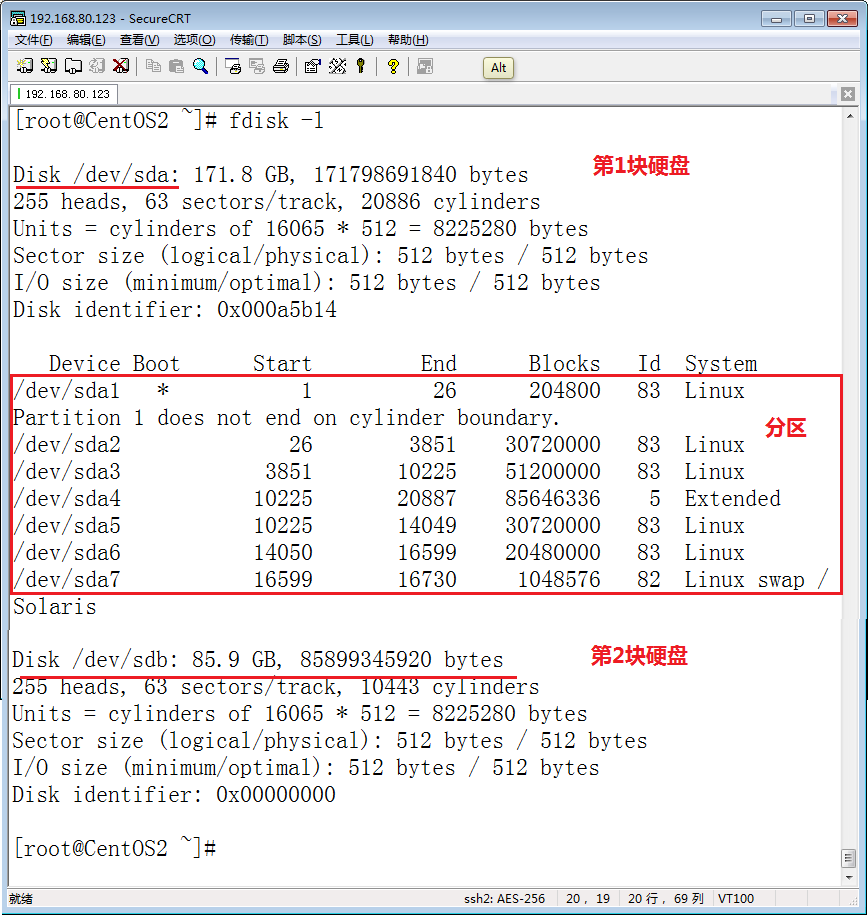 192.168.80.123 - SecureCRT
文件(F) 编辑(E) 查看(V) 选项(O) 传输(T) 脚本(S) 工具(L) 帮助(H)
Alt
192.168.80.123
[root@CentOS2 ~]# fdisk -l
Disk /dev/sda: 171.8 GB, 171798691840 bytes
第1块硬盘
255 heads, 63 sectors/track, 20886 cylinders
Units = cylinders of 16065 * 512 = 8225280 bytes
Sector size (logical/physical): 512 bytes / 512 bytes
I/O size (minimum/optimal): 512 bytes / 512 bytes
Disk identifier: 0x000a5b14
Device Boot Start End Blocks Id System
/dev/sda1 * 1 26 204800 83 Linux
Partition 1 does not end on cylinder boundary.
分区
/dev/sda2 26 3851 30720000 83 Linux
/dev/sda3 3851 10225 51200000 83 Linux
/dev/sda4 10225 20887 85646336 5 Extended
/dev/sda5 10225 14049 30720000 83 Linux
/dev/sda6 14050 16599 20480000 83 Linux
/dev/sda7 16599 16730 1048576 82 Linux swap /
Solaris
Disk /dev/sdb: 85.9 GB, 85899345920 bytes
第2块硬盘
255 heads, 63 sectors/track, 10443 cylinders
Units = cylinders of 16065 * 512 = 8225280 bytes
Sector size (logical/physical): 512 bytes / 512 bytes
I/O size (minimum/optimal): 512 bytes / 512 bytes
Disk identifier: 0x00000000
[root@CentOS2 ~]#
就绪 ssh2: AES-256 20, 19 20 行, 69 列 VT100